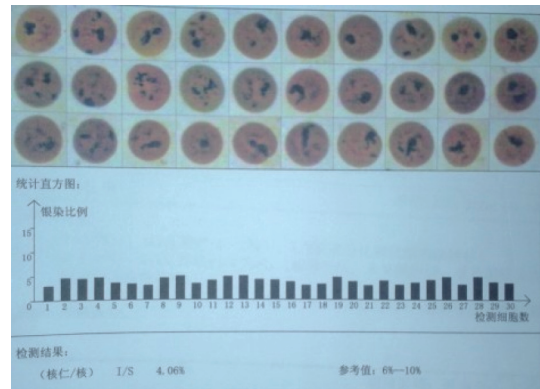 统计直方图：
银染比例
15
10
5
0
1 2 3 4 5 6 7 8 9 10 11 12 13 14 15 16 17 18 19 20 21 22 23 24 25 26 27 28 29 30
检测细胞数
检测结果：
（核仁/核） I/S 4.06% 参考值：6%--10%